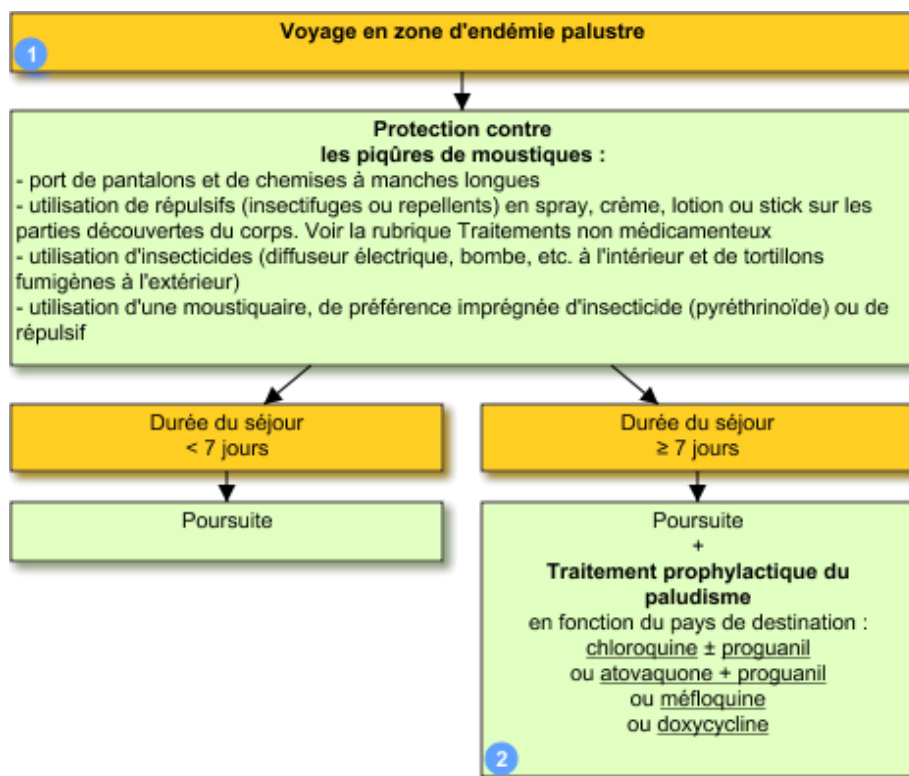 Voyage en zone d'endémie palustre
1
Protection contre
les piqûres de moustiques :
- port de pantalons et de chemises à manches longues
- utilisation de répulsifs (insectifuges ou repellents) en spray, crème, lotion ou stick sur les
parties découvertes du corps. Voir la rubrique Traitements non médicamenteux
- utilisation d'insecticides (diffuseur électrique, bombe, etc. à l'intérieur et de tortillons
fumigènes à l'extérieur)
- utilisation d'une moustiquaire, de préférence imprégnée d'insecticide (pyréthrinoïde) ou de
répulsif
Durée du séjour
< 7 jours
Poursuite
Durée du séjour
≥ 7 jours
Poursuite
+
Traitement prophylactique du
paludisme
en fonction du pays de destination :
chloroquine ± proguanil
ou atovaquone + proguanil
ou méfloquine
ou doxycycline
2